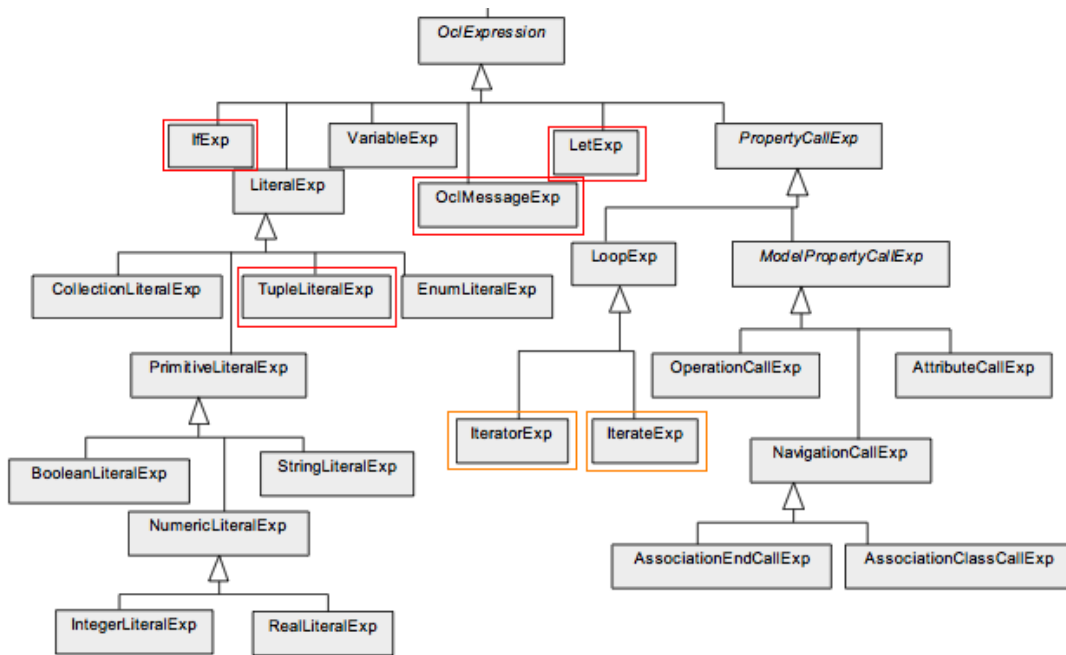 OclExpression
IfExp
VariableExp
LetExp
PropertyCallExp
LiteralExp
OclMessageExp
LoopExp
ModelPropertyCallExp
CollectionLiteralExp
TupleLiteralExp
EnumLiteralExp
PrimitiveLiteralExp
OperationCallExp
AttributeCallExp
IteratorExp
IterateExp
BooleanLiteralExp
StringLiteralExp
NavigationCallExp
NumericLiteralExp
AssociationEndCallExp
AssociationClassCallExp
IntegerLiteralExp
RealLiteralExp